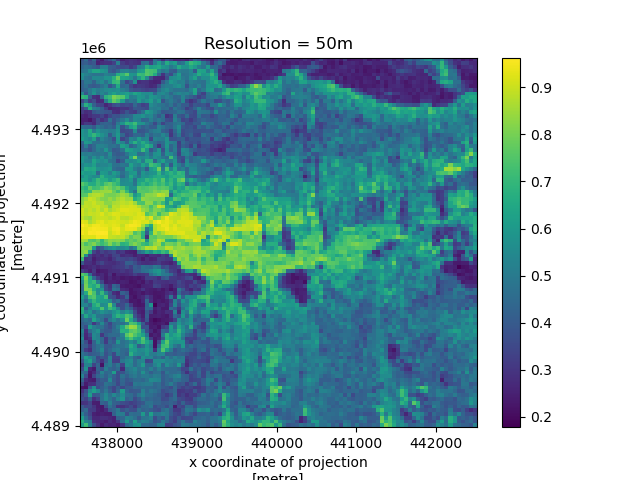 Resolution = 50m
1e6
4.493
4.492
4.491
4.490
4.489
y coordinate of projection
[metre]
438000 439000 440000 441000 442000
x coordinate of projection
[metre]
0.9
0.8
0.7
0.6
0.5
0.4
0.3
0.2